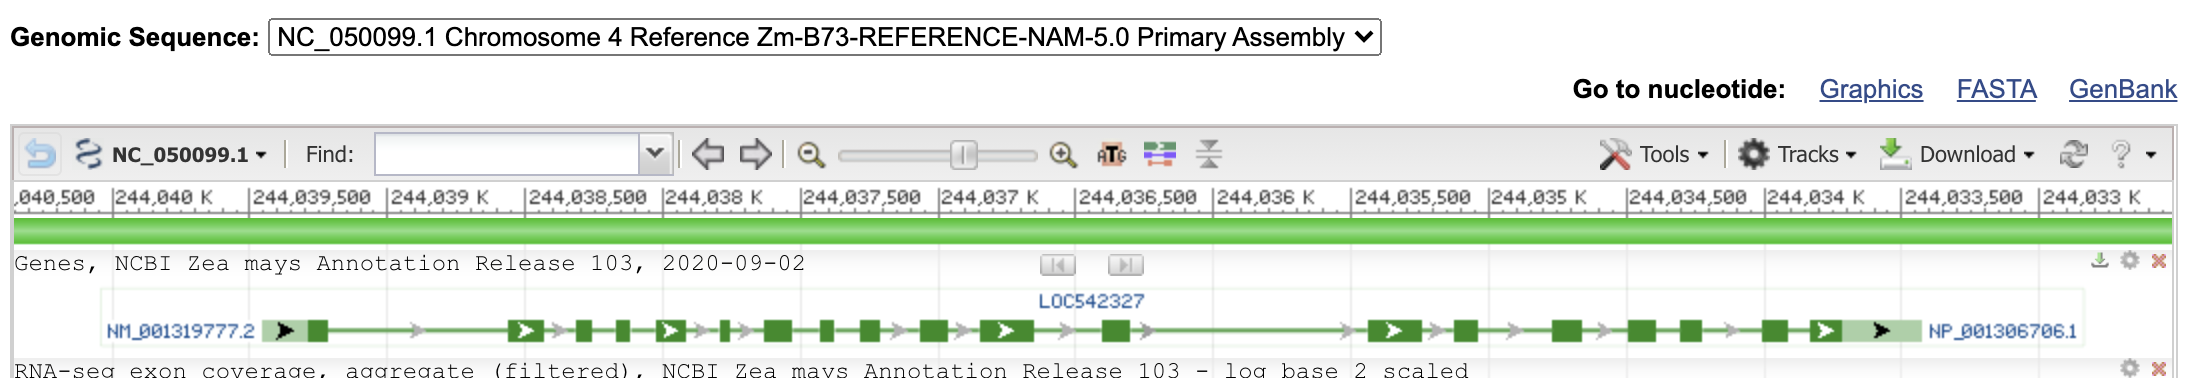 Genomic Sequence: NC_050099.1 Chromosome 4 Reference Zm-B73-REFERENCE-NAM-5.0 Primary Assembly
Go to nucleotide: Graphics FASTA GenBank
NC_050099.1 Find: ATG Tools Tracks Download ?
,040,500 244,040 K 244,039,500 244,039 K 244,038,500 244,038 K 244,037,500 244,037 K 244,036,500 244,036 K 244,035,500 244,035 K 244,034,500 244,034 K 244,033,500 244,033 K
Genes, NCBI Zea mays Annotation Release 103, 2020-09-02
LOC542327
NM_001319777.2 NP_001306706.1
RNA-seq exon coverage, aggregate (filtered), NCBI Zea mays Annotation Release 103 - log base 2 scaled